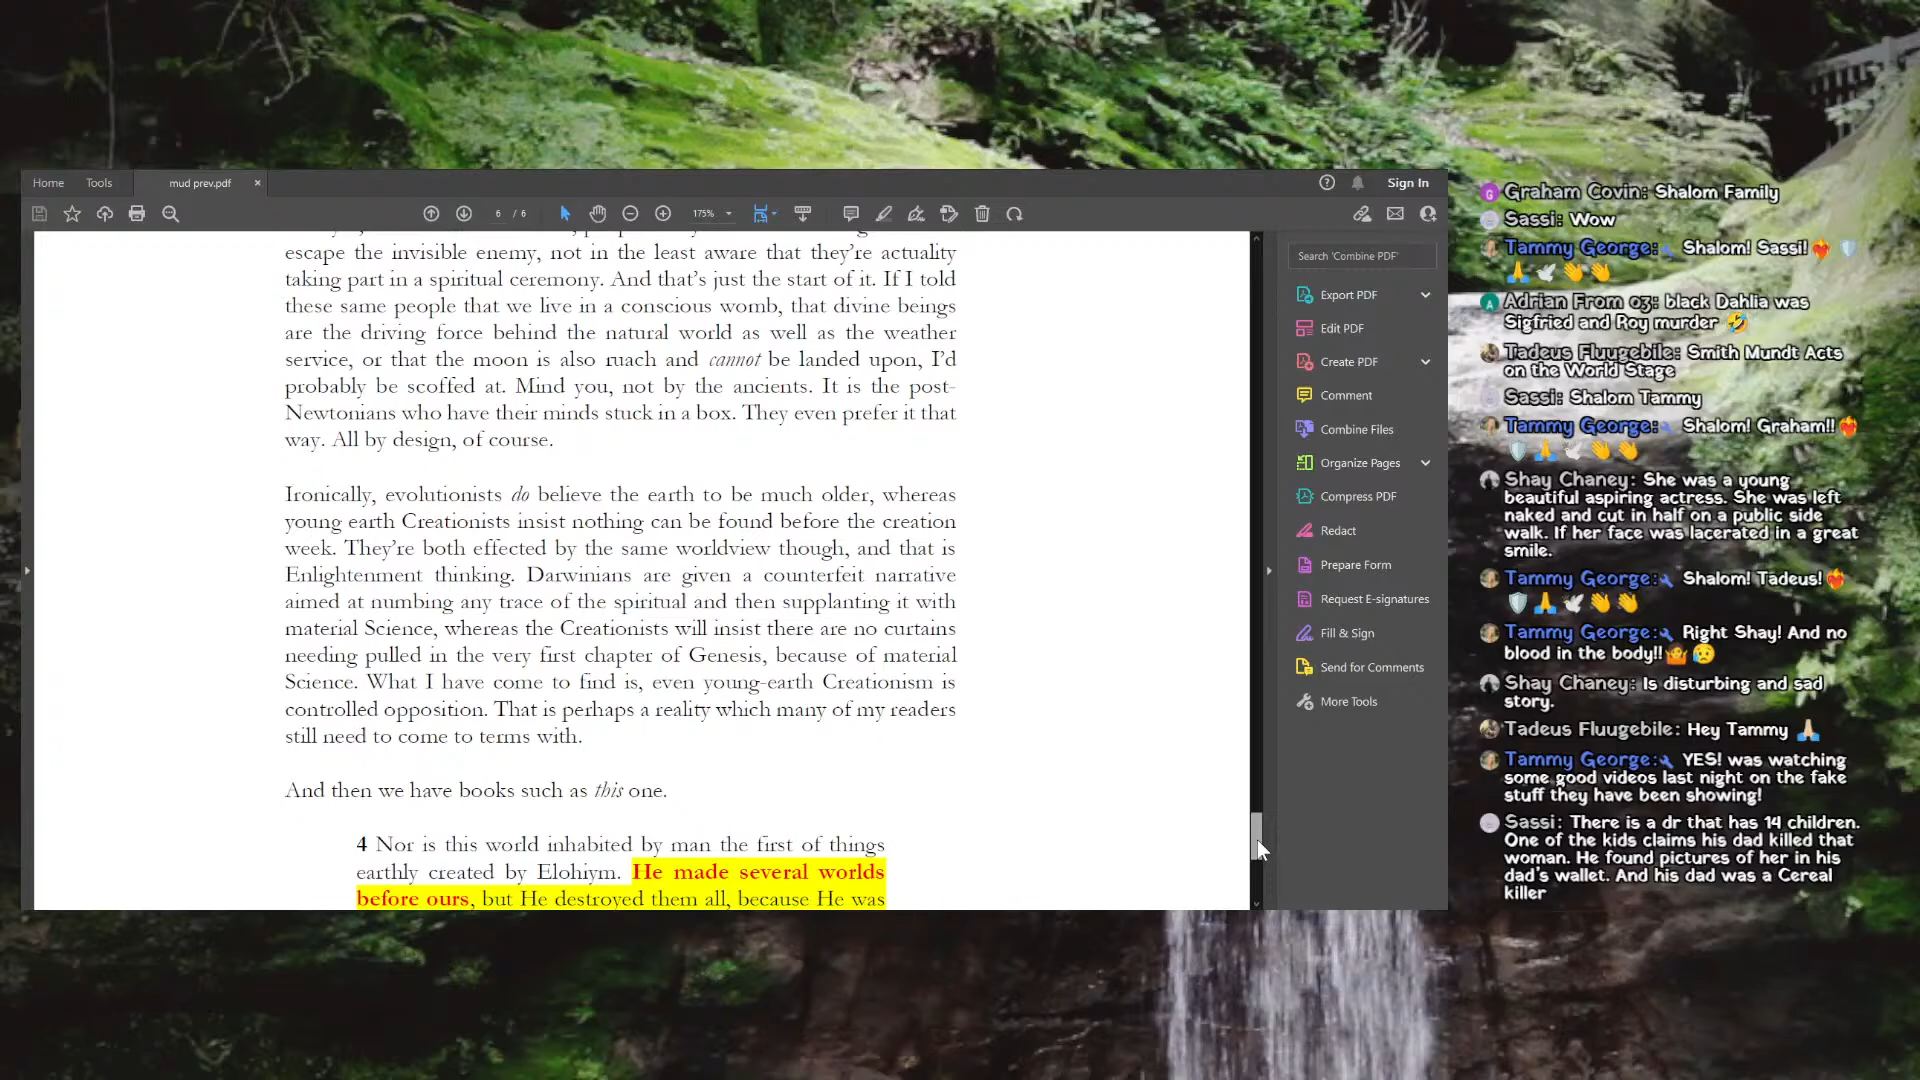 Home Tools mud prev.pdf × Sign In
6 / 6 175%
escape the invisible enemy, not in the least aware that they're actuality
taking part in a spiritual ceremony. And that's just the start of it. If I told
these same people that we live in a conscious womb, that divine beings
are the driving force behind the natural world as well as the weather
service, or that the moon is also ruach and cannot be landed upon, I'd
probably be scoffed at. Mind you, not by the ancients. It is the post-
Newtonians who have their minds stuck in a box. They even prefer it that
way. All by design, of course.
Ironically, evolutionists do believe the earth to be much older, whereas
young earth Creationists insist nothing can be found before the creation
week. They're both effected by the same worldview though, and that is
Enlightenment thinking. Darwinians are given a counterfeit narrative
aimed at numbing any trace of the spiritual and then supplanting it with
material Science, whereas the Creationists will insist there are no curtains
needing pulled in the very first chapter of Genesis, because of material
Science. What I have come to find is, even young-earth Creationism is
controlled opposition. That is perhaps a reality which many of my readers
still need to come to terms with.
And then we have books such as this one.
4 Nor is this world inhabited by man the first of things
earthly created by Elohiym. He made several worlds
before ours, but He destroyed them all, because He was
Search 'Combine PDF'
Export PDF
Edit PDF
Create PDF
Comment
Combine Files
Organize Pages
Compress PDF
Redact
Prepare Form
Request E-signatures
Fill & Sign
Send for Comments
More Tools
G Graham Covin: Shalom Family
Sassi: Wow
Tammy George: Shalom! Sassi! ❤️‍🔥 🛡️
🙏 🕊️ 👏 👏
A Adrian From oz: black Dahlia was
Sigfried and Roy murder 🤣
Tadeus Fluugebile: Smith Mundt Acts
on the World Stage
Sassi: Shalom Tammy
Tammy George: Shalom! Graham!! ❤️‍🔥
🛡️ 🙏 🕊️ 👏 👏
Shay Chaney: She was a young
beautiful aspiring actress. She was left
naked and cut in half on a public side
walk. If her face was lacerated in a great
smile.
Tammy George: Shalom! Tadeus! ❤️‍🔥
🛡️ 🙏 🕊️ 👏 👏
Tammy George: Right Shay! And no
blood in the body!! 🤷 😥
Shay Chaney: Is disturbing and sad
story.
Tadeus Fluugebile: Hey Tammy 🙏🏻
Tammy George: YES! was watching
some good videos last night on the fake
stuff they have been showing!
Sassi: There is a dr that has 14 children.
One of the kids claims his dad killed that
woman. He found pictures of her in his
dad's wallet. And his dad was a Cereal
killer